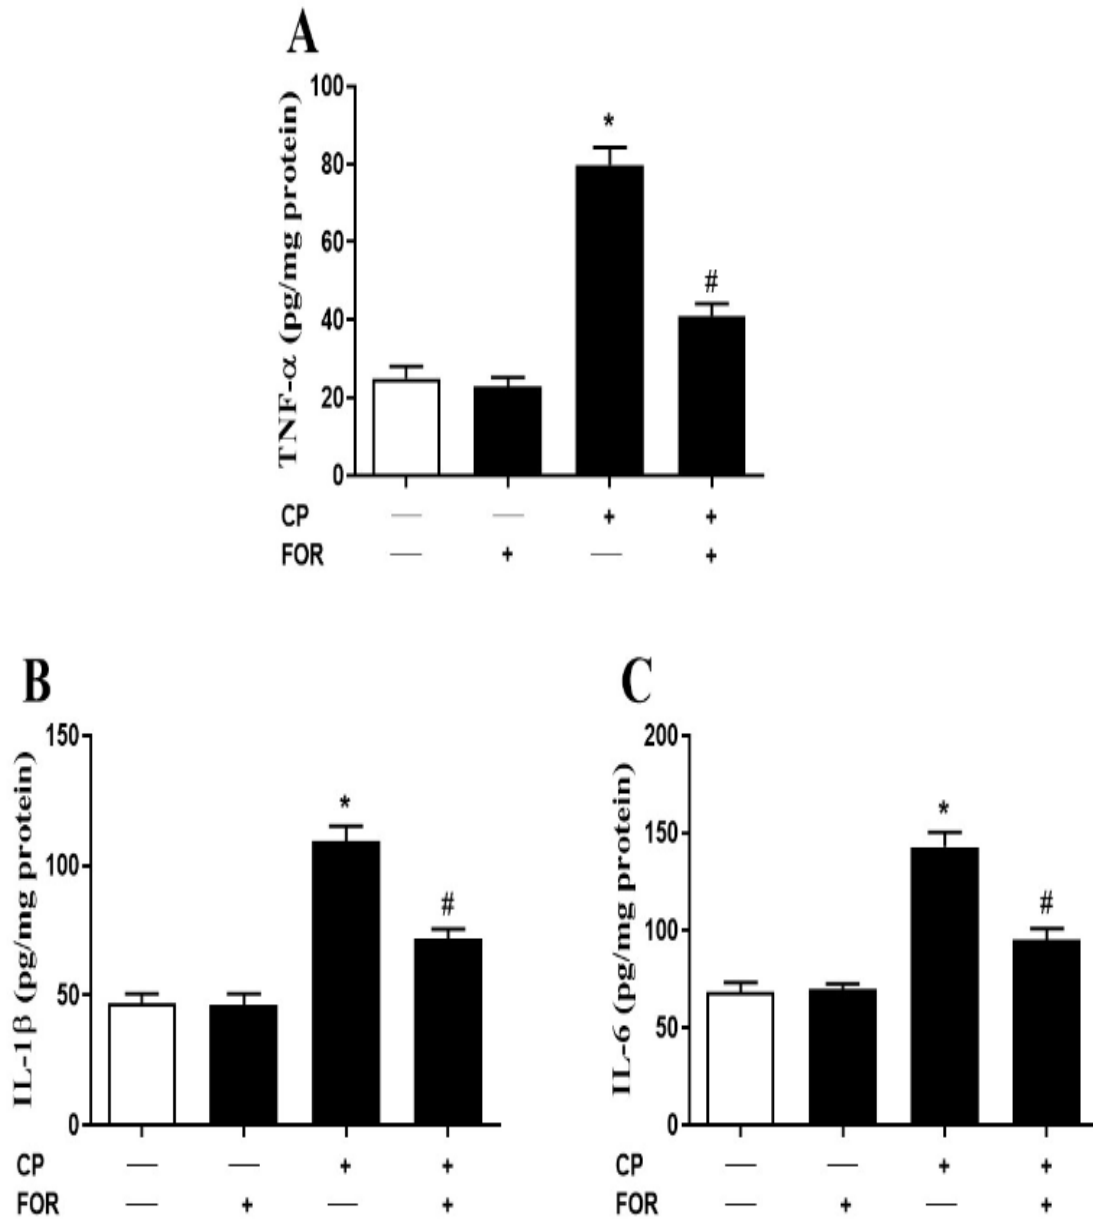 A
TNF-α (pg/mg protein)
100
80
60
40
20
0
*
#
CP — — + +
FOR — + — +
B
IL-1β (pg/mg protein)
150
100
50
0
*
#
CP — — + +
FOR — + — +
C
IL-6 (pg/mg protein)
200
150
100
50
0
*
#
CP — — + +
FOR — + — +